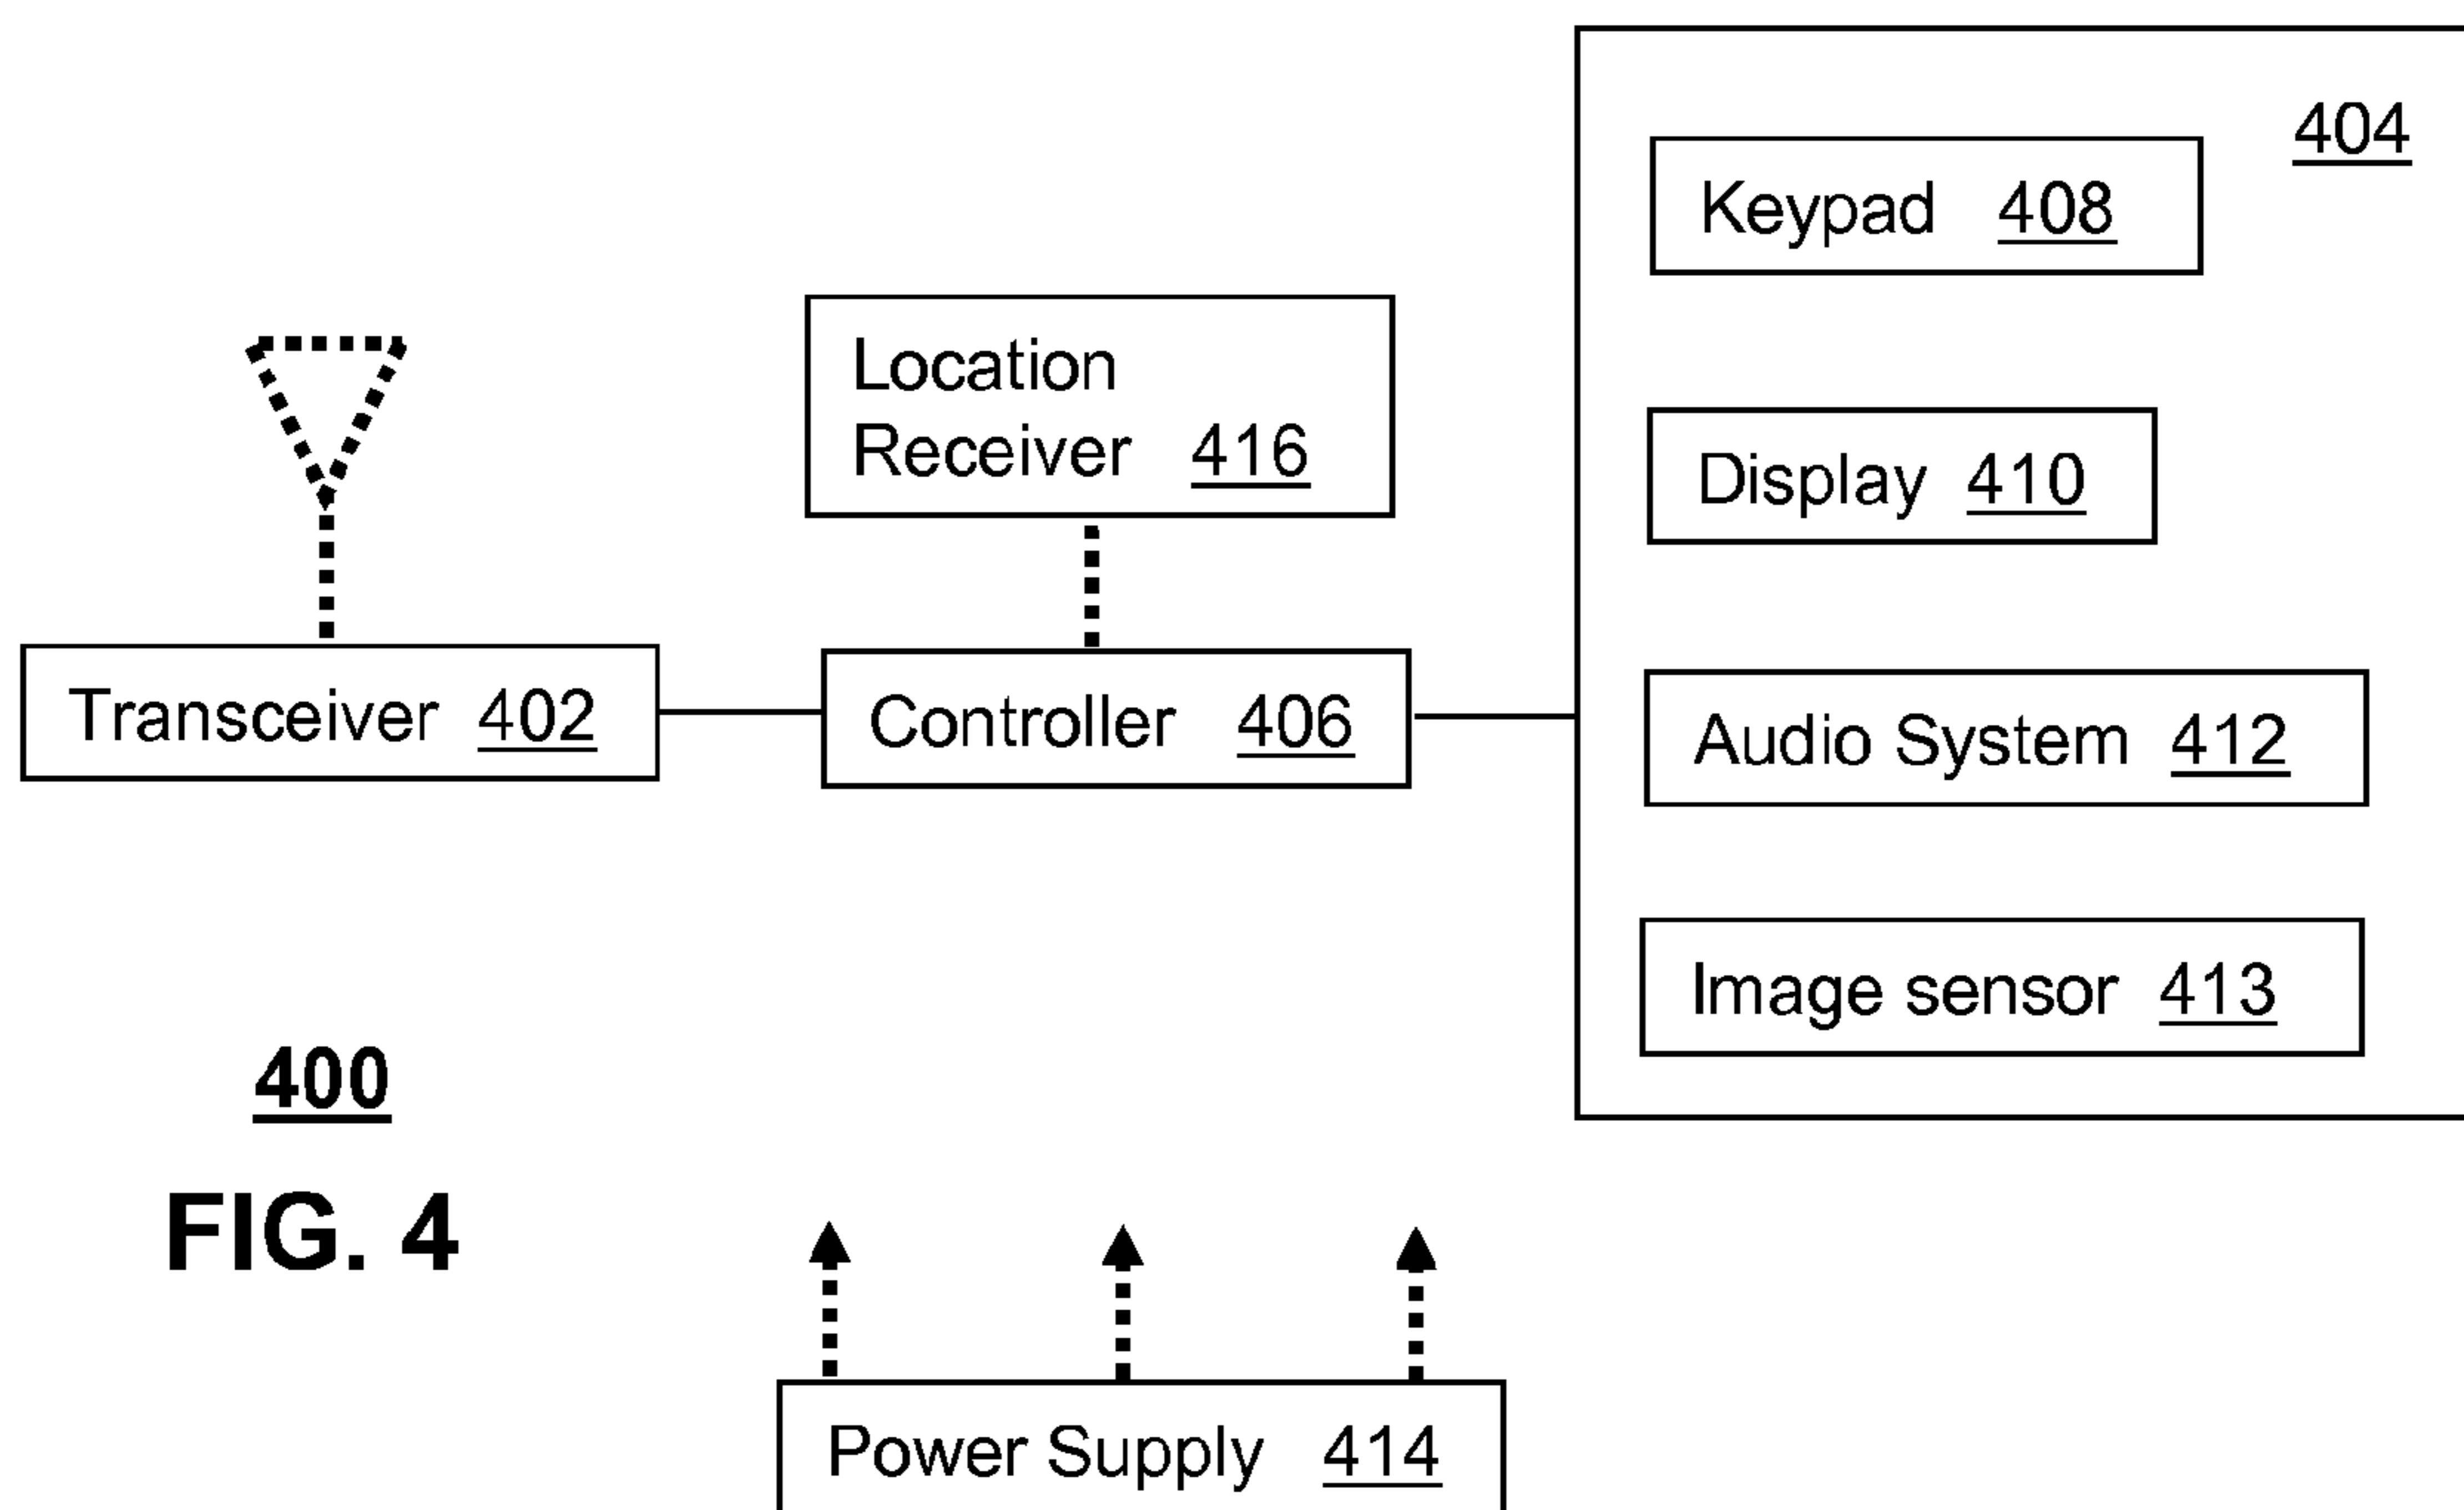 404
Keypad 408
Location
Receiver 416
Display 410
Transceiver 402
Controller 406
Audio System 412
Image sensor 413
400
FIG. 4
Power Supply 414